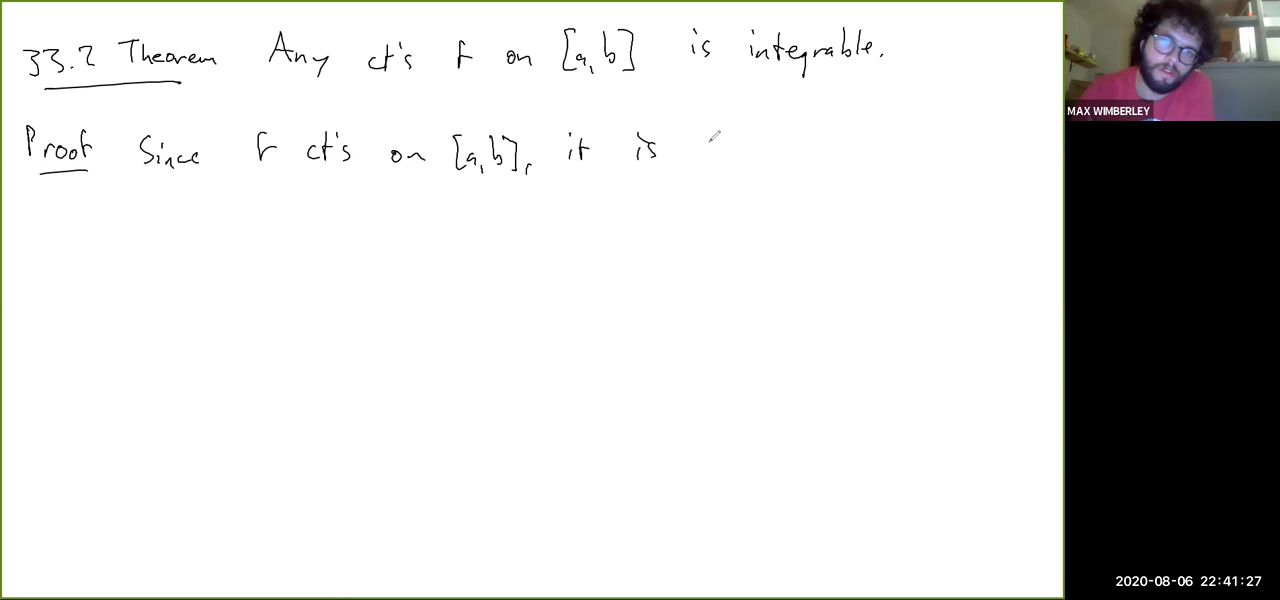 33.2 Theorem Any ct's f on [a,b] is integrable.
Proof Since f ct's on [a,b], it is
MAX WIMBERLEY
2020-08-06 22:41:27